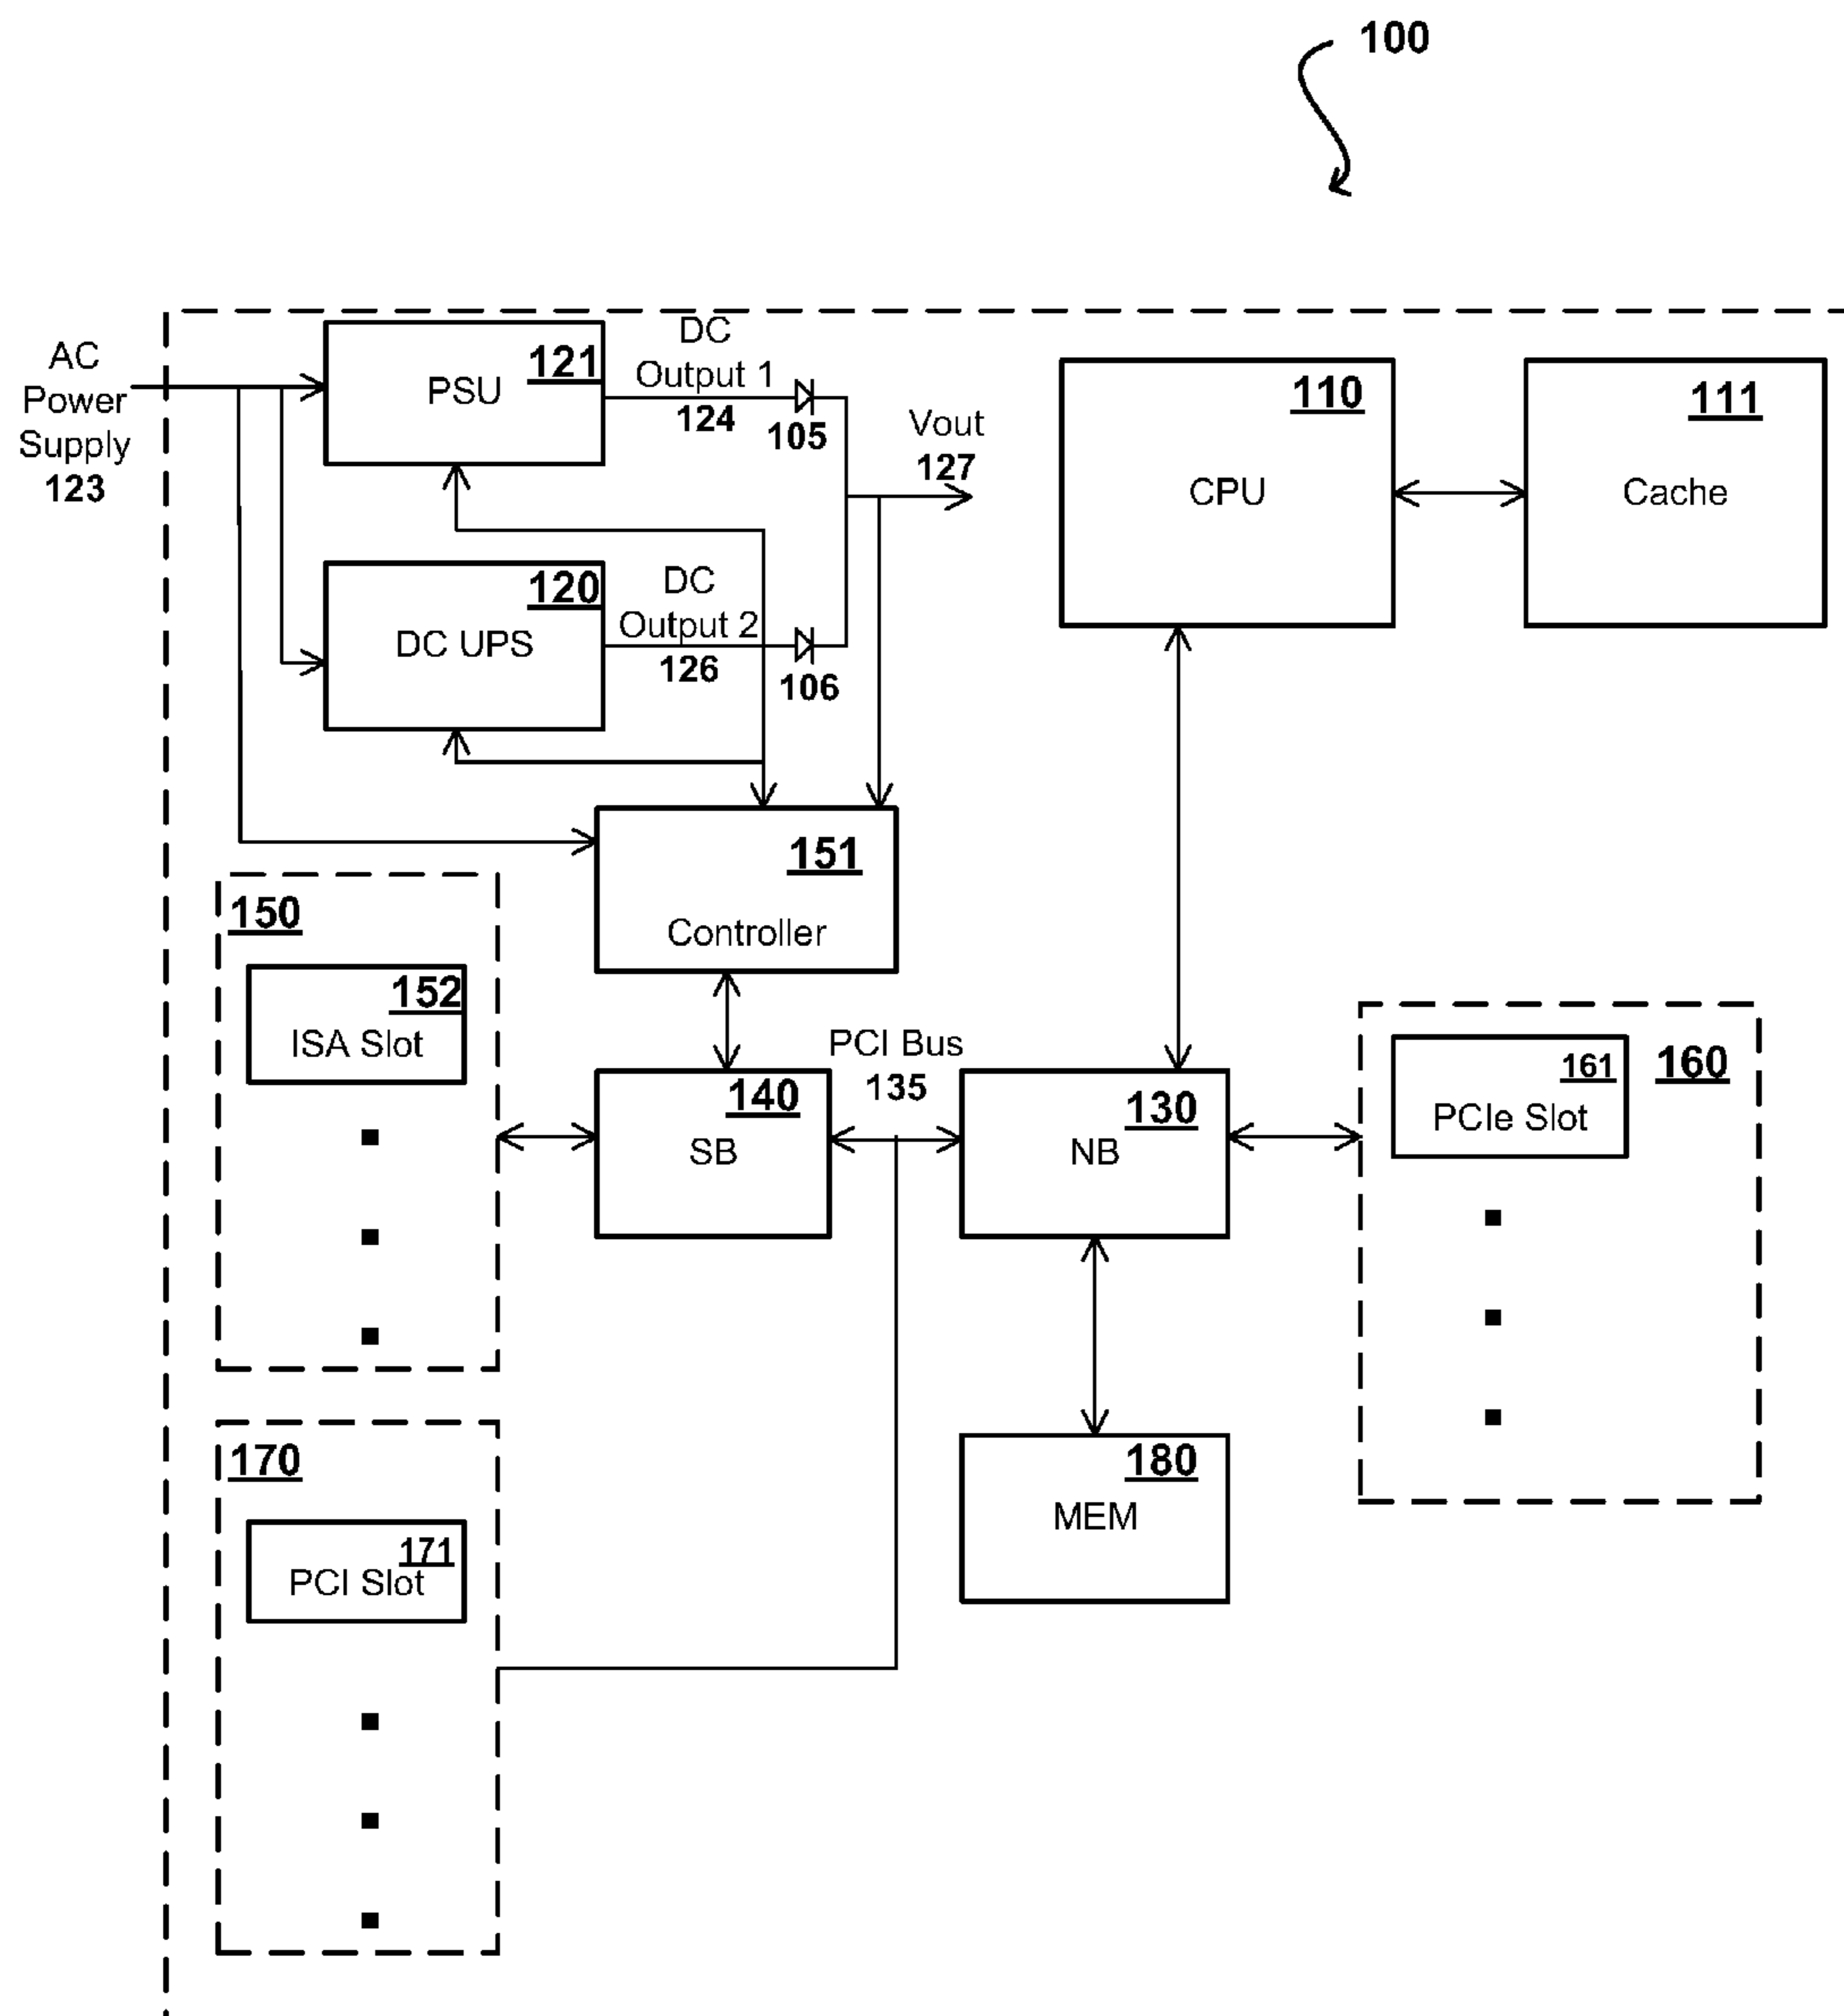 100
AC
Power
Supply
123
PSU
121
DC
Output 1
124
105
Vout
127
DC UPS
120
DC
Output 2
126
106
CPU
110
Cache
111
Controller
151
150
ISA Slot
152
SB
140
PCI Bus
135
NB
130
160
PCIe Slot
161
170
PCI Slot
171
MEM
180